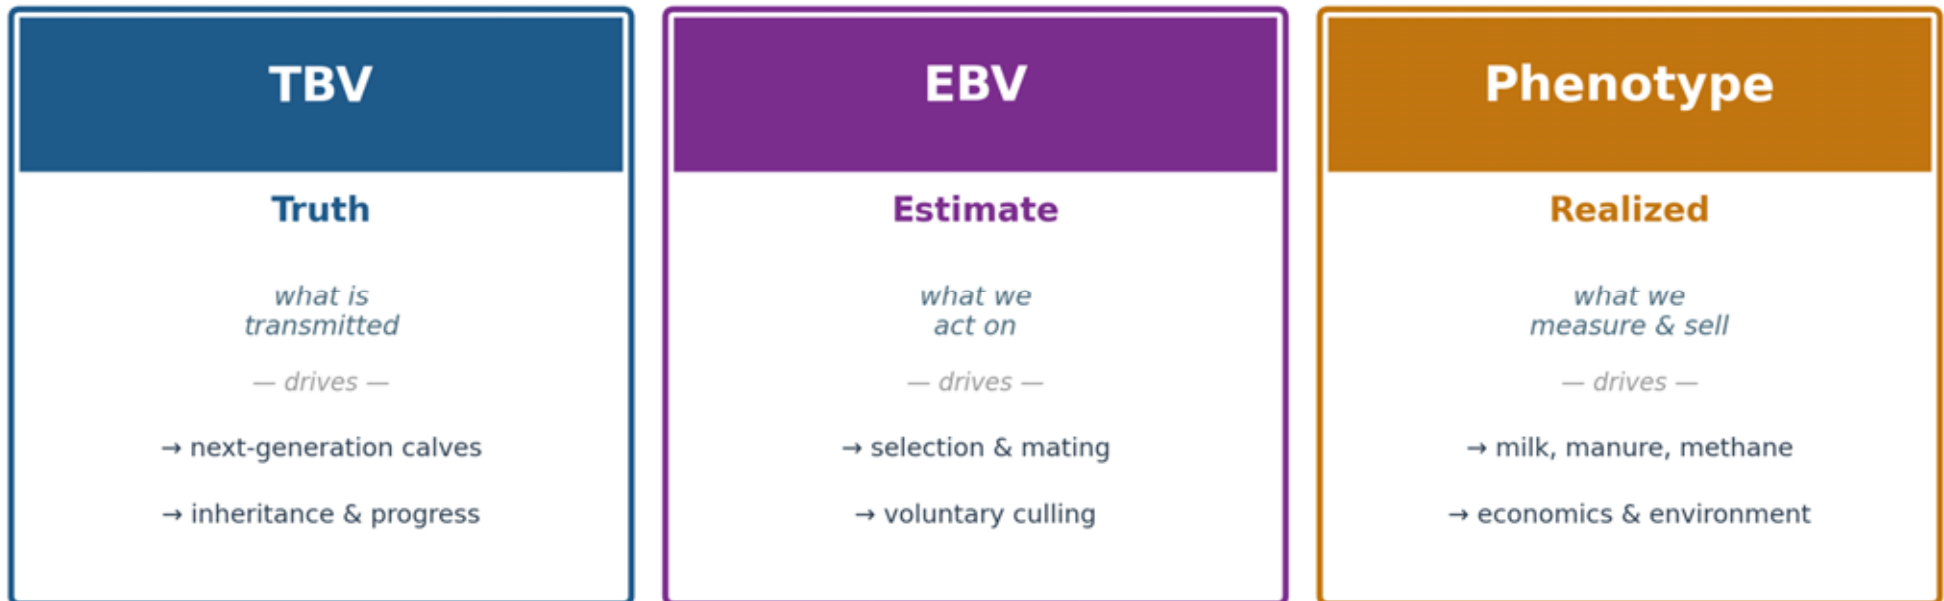 TBV
Truth
what is
transmitted
— drives —
→ next-generation calves
→ inheritance & progress
EBV
Estimate
what we
act on
— drives —
→ selection & mating
→ voluntary culling
Phenotype
Realized
what we
measure & sell
— drives —
→ milk, manure, methane
→ economics & environment